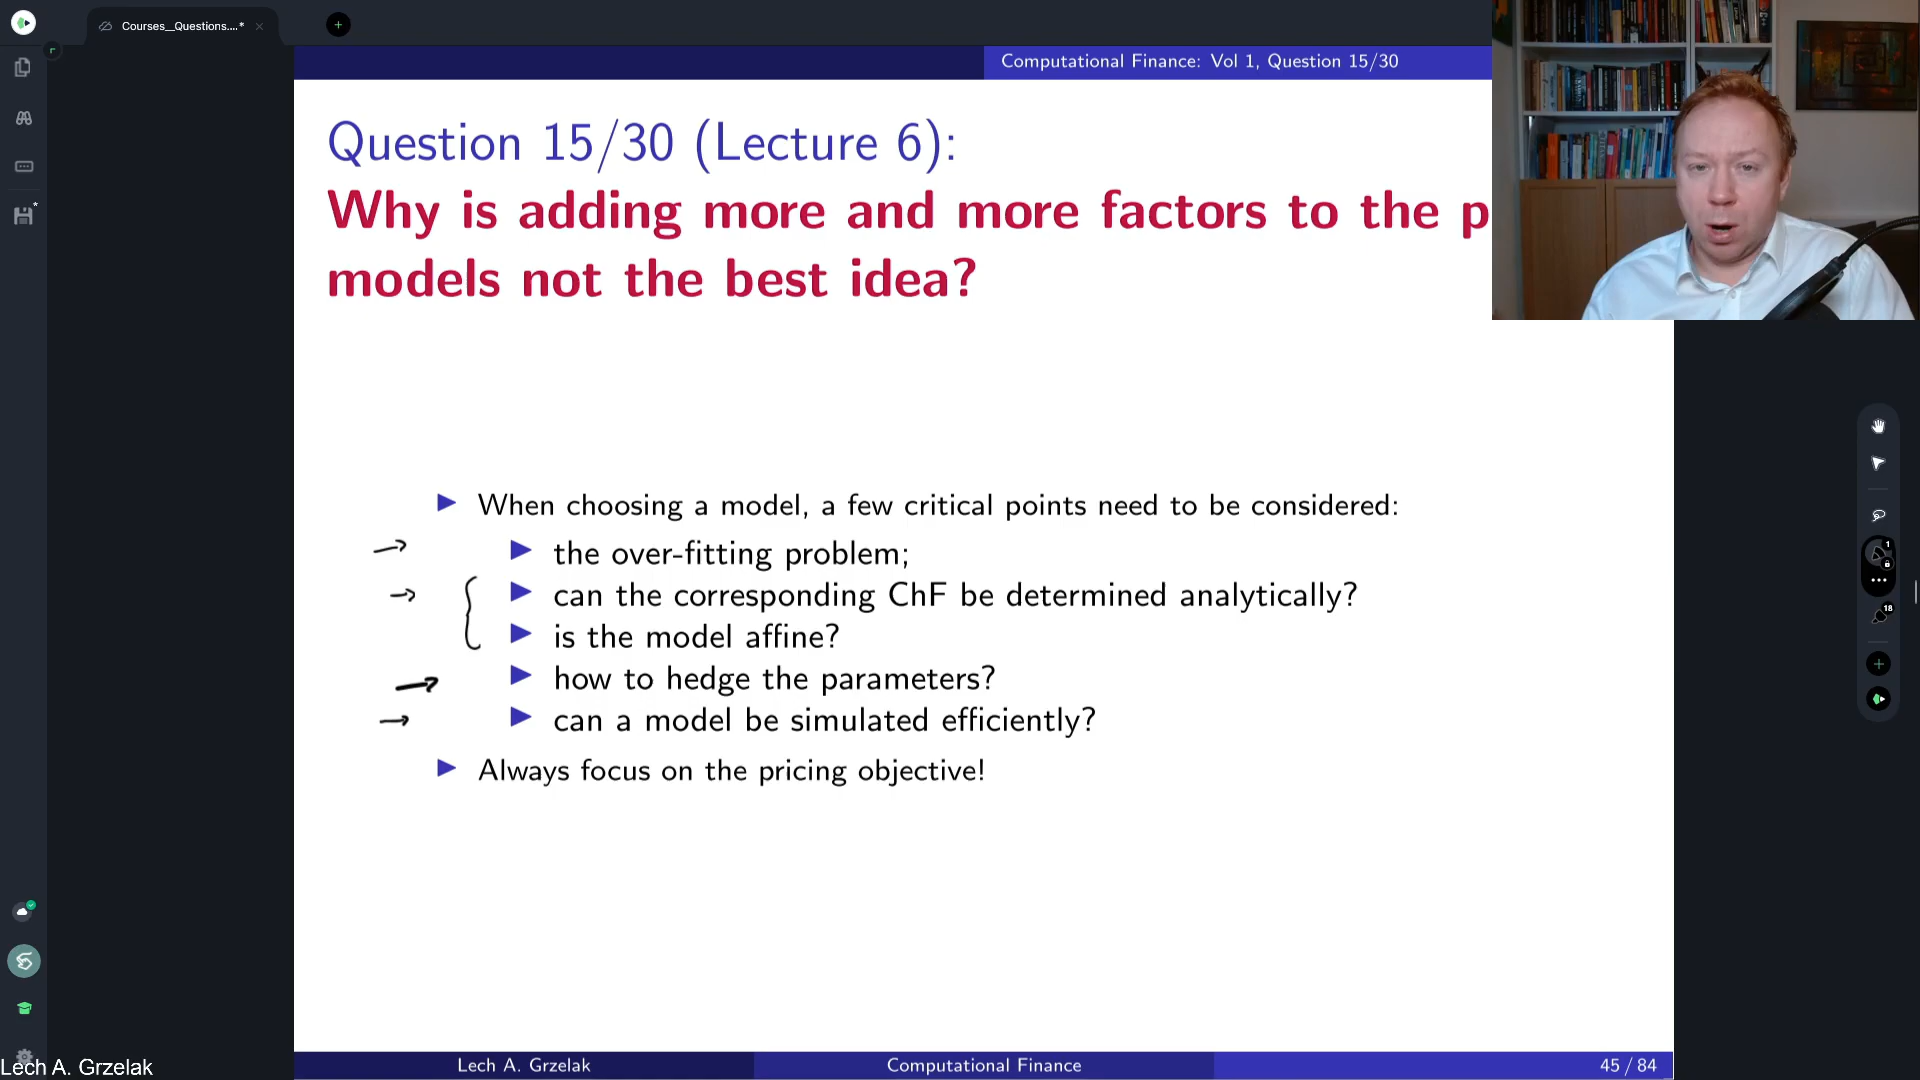 Courses__Questions....*
Computational Finance: Vol 1, Question 15/30
Question 15/30 (Lecture 6):
Why is adding more and more factors to the p
models not the best idea?
When choosing a model, a few critical points need to be considered:
the over-fitting problem;
can the corresponding ChF be determined analytically?
is the model affine?
how to hedge the parameters?
can a model be simulated efficiently?
Always focus on the pricing objective!
1
18
Lech A. Grzelak
Lech A. Grzelak
Computational Finance
45 / 84